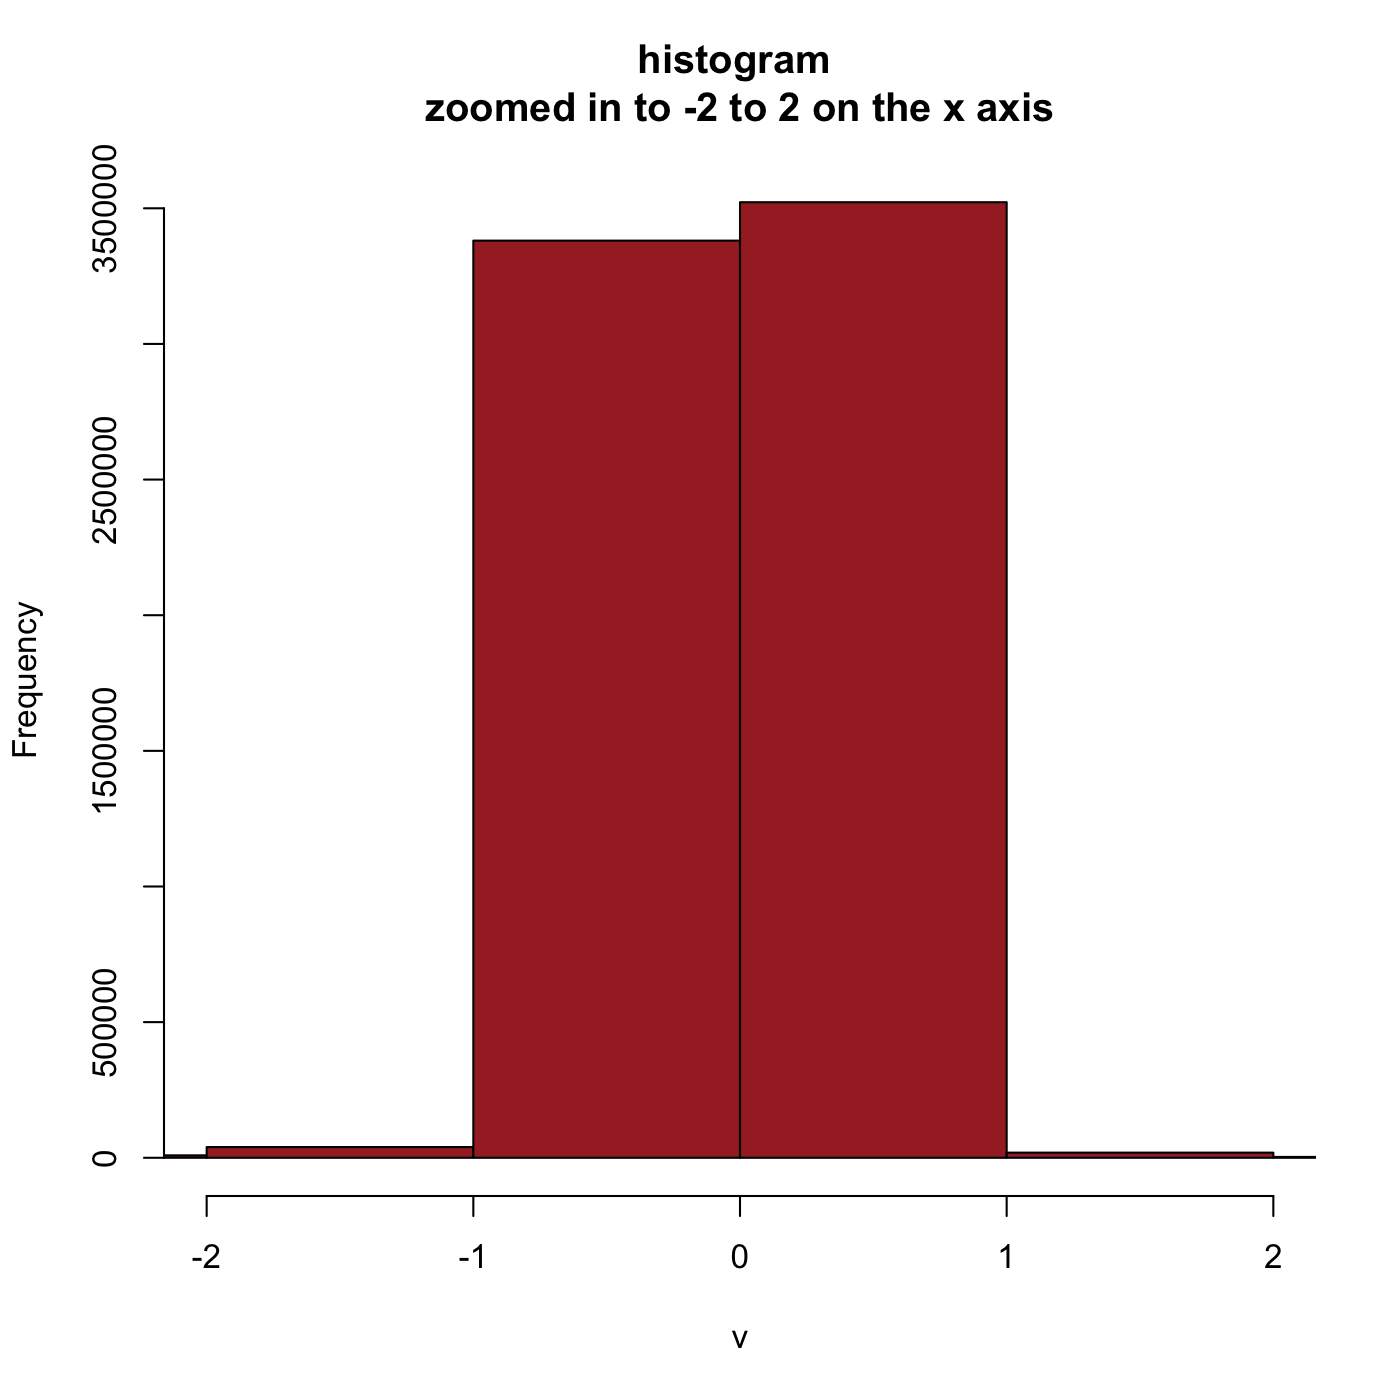 histogram
zoomed in to -2 to 2 on the x axis
3500000
2500000
1500000
500000
0
Frequency
-2 -1 0 1 2
v